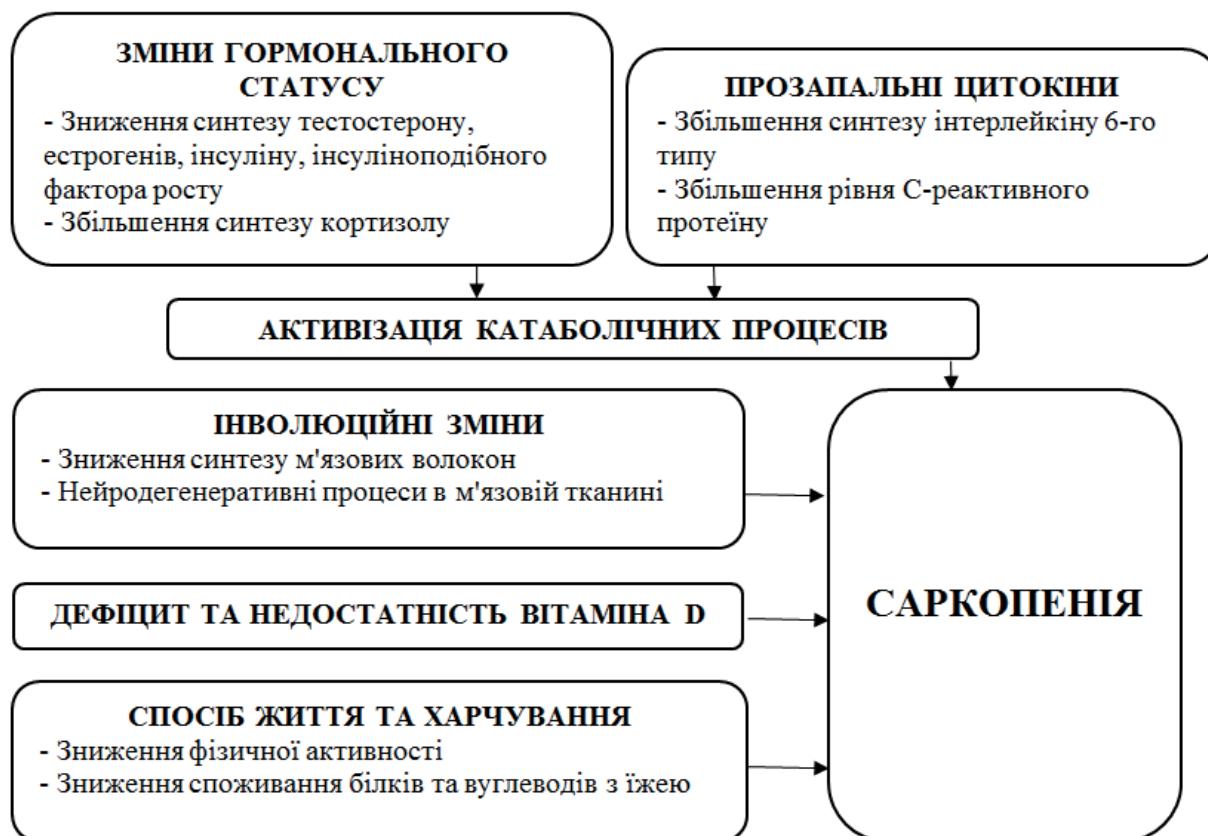 ЗМІНИ ГОРМОНАЛЬНОГО
СТАТУСУ
- Зниження синтезу тестостерону,
естрогенів, інсуліну, інсуліноподібного
фактора росту
- Збільшення синтезу кортизолу
ПРОЗАПАЛЬНІ ЦИТОКІНИ
- Збільшення синтезу інтерлейкіну 6-го
типу
- Збільшення рівня С-реактивного
протеїну
АКТИВІЗАЦІЯ КАТАБОЛІЧНИХ ПРОЦЕСІВ
ІНВОЛЮЦІЙНІ ЗМІНИ
- Зниження синтезу м'язових волокон
- Нейродегенеративні процеси в м'язовій тканині
ДЕФІЦИТ ТА НЕДОСТАТНІСТЬ ВІТАМІНА D
СПОСІБ ЖИТТЯ ТА ХАРЧУВАННЯ
- Зниження фізичної активності
- Зниження споживання білків та вуглеводів з їжею
САРКОПЕНІЯ